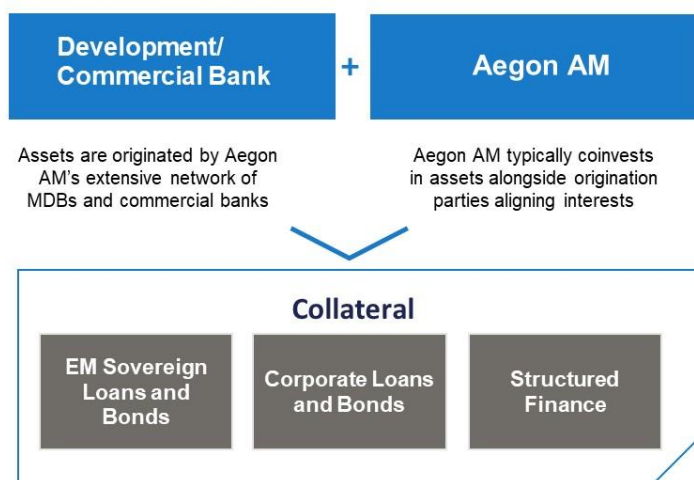 Development/
Commercial Bank
+
Aegon AM
Assets are originated by Aegon
AM's extensive network of
MDBs and commercial banks
Aegon AM typically coinvests
in assets alongside origination
parties aligning interests
Collateral
EM Sovereign
Loans and
Bonds
Corporate Loans
and Bonds
Structured
Finance